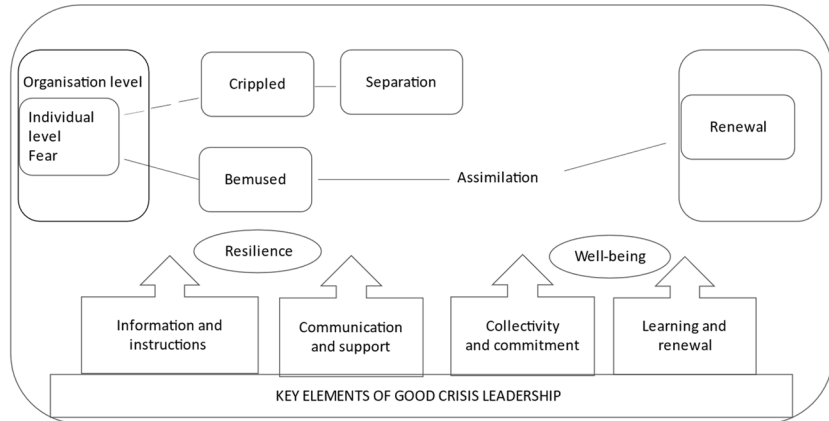 Organisation level
Individual
level
Fear
Crippled
Separation
Bemused
Assimilation
Renewal
Resilience
Well-being
Information and
instructions
Communication
and support
Collectivity
and commitment
Learning and
renewal
KEY ELEMENTS OF GOOD CRISIS LEADERSHIP